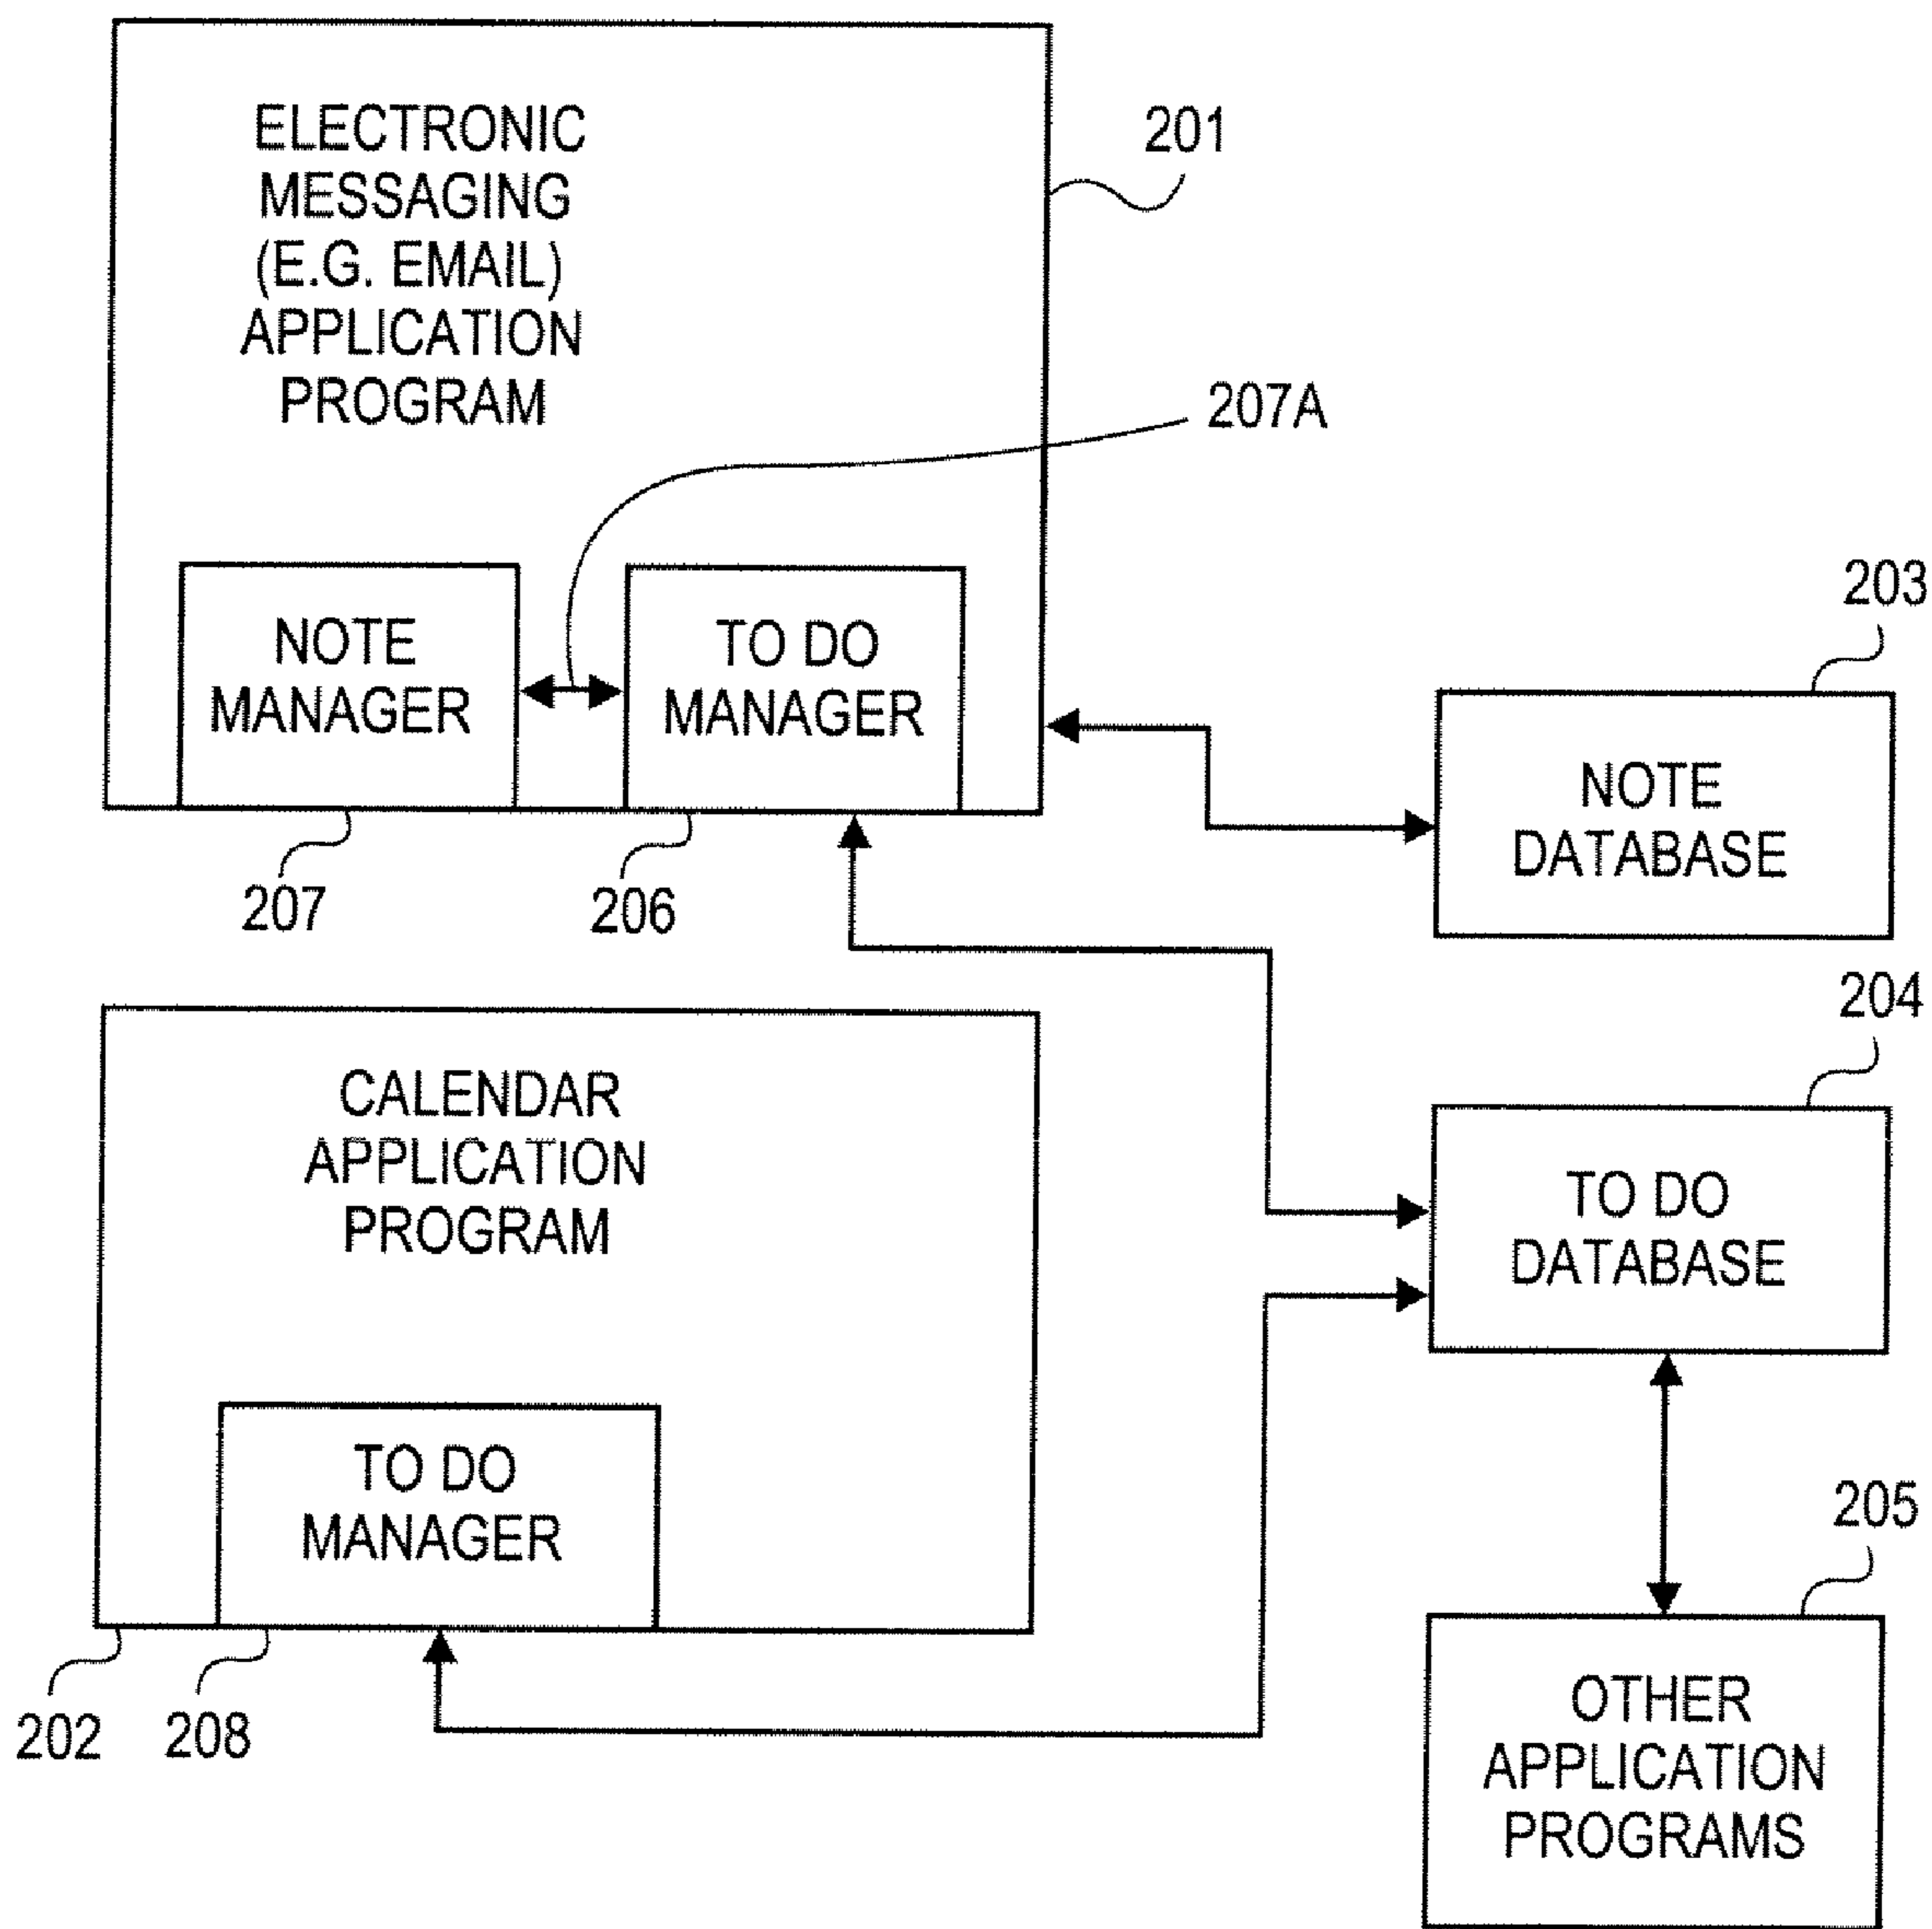 ELECTRONIC
MESSAGING
(E.G. EMAIL)
APPLICATION
PROGRAM
201
207A
NOTE
MANAGER
TO DO
MANAGER
207
206
203
NOTE
DATABASE
204
TO DO
DATABASE
CALENDAR
APPLICATION
PROGRAM
TO DO
MANAGER
202
208
205
OTHER
APPLICATION
PROGRAMS